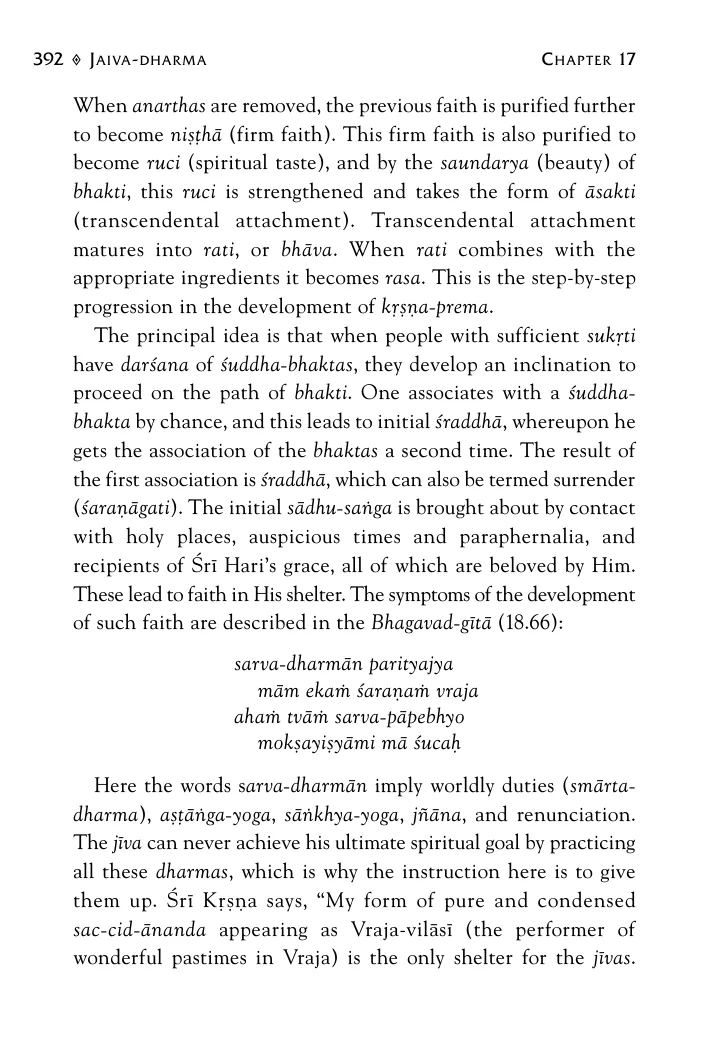 392 ◈ JAIVA-DHARMA CHAPTER 17
When anarthas are removed, the previous faith is purified further
to become niṣṭhā (firm faith). This firm faith is also purified to
become ruci (spiritual taste), and by the saundarya (beauty) of
bhakti, this ruci is strengthened and takes the form of āsakti
(transcendental attachment). Transcendental attachment
matures into rati, or bhāva. When rati combines with the
appropriate ingredients it becomes rasa. This is the step-by-step
progression in the development of kṛṣṇa-prema.
The principal idea is that when people with sufficient sukṛti
have darśana of śuddha-bhaktas, they develop an inclination to
proceed on the path of bhakti. One associates with a śuddha-
bhakta by chance, and this leads to initial śraddhā, whereupon he
gets the association of the bhaktas a second time. The result of
the first association is śraddhā, which can also be termed surrender
(śaraṇāgati). The initial sādhu-saṅga is brought about by contact
with holy places, auspicious times and paraphernalia, and
recipients of Śrī Hari's grace, all of which are beloved by Him.
These lead to faith in His shelter. The symptoms of the development
of such faith are described in the Bhagavad-gītā (18.66):
sarva-dharmān parityajya
mām ekaṁ śaraṇaṁ vraja
ahaṁ tvāṁ sarva-pāpebhyo
mokṣayiṣyāmi mā śucaḥ
Here the words sarva-dharmān imply worldly duties (smārta-
dharma), aṣṭāṅga-yoga, sāṅkhya-yoga, jñāna, and renunciation.
The jīva can never achieve his ultimate spiritual goal by practicing
all these dharmas, which is why the instruction here is to give
them up. Śrī Kṛṣṇa says, “My form of pure and condensed
sac-cid-ānanda appearing as Vraja-vilāsī (the performer of
wonderful pastimes in Vraja) is the only shelter for the jīvas.